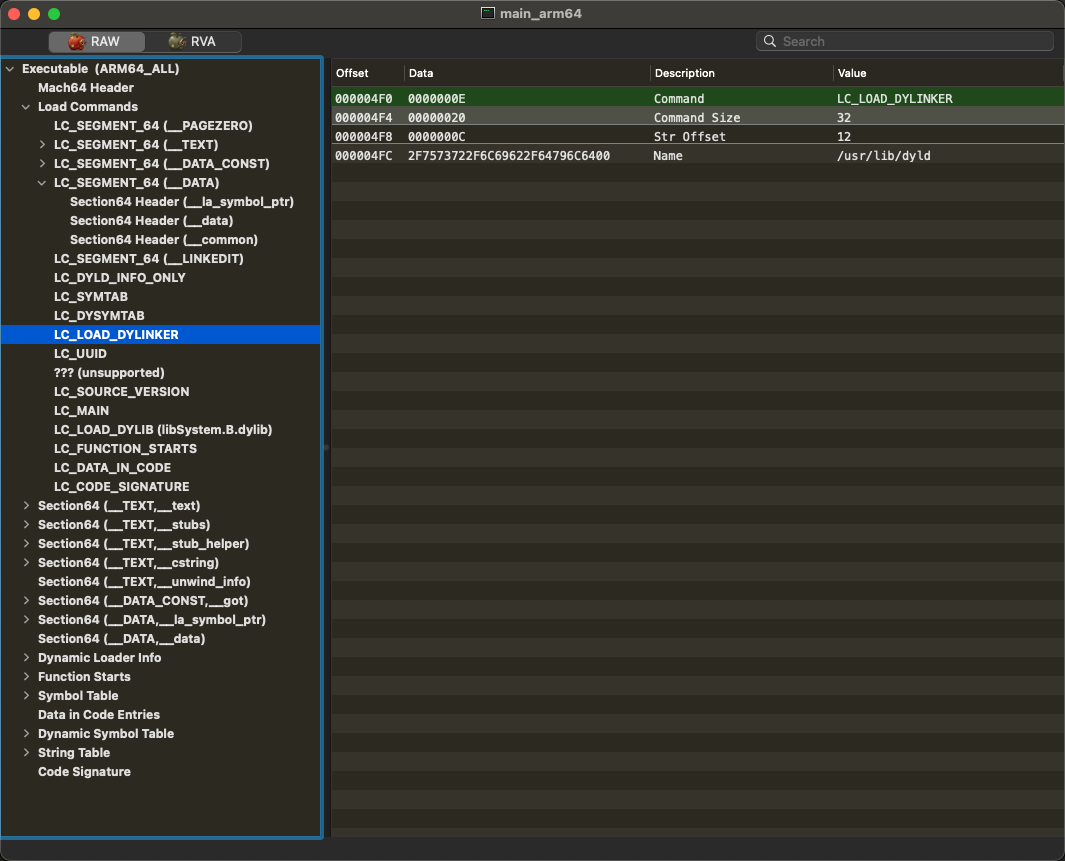 main_arm64
RAW RVA Search
Offset Data Description Value
000004F0 0000000E Command LC_LOAD_DYLINKER
000004F4 00000020 Command Size 32
000004F8 0000000C Str Offset 12
000004FC 2F7573722F6C69622F64796C6400 Name /usr/lib/dyld
Executable (ARM64_ALL)
Mach64 Header
Load Commands
LC_SEGMENT_64 (__PAGEZERO)
LC_SEGMENT_64 (__TEXT)
LC_SEGMENT_64 (__DATA_CONST)
LC_SEGMENT_64 (__DATA)
Section64 Header (__la_symbol_ptr)
Section64 Header (__data)
Section64 Header (__common)
LC_SEGMENT_64 (__LINKEDIT)
LC_DYLD_INFO_ONLY
LC_SYMTAB
LC_DYSYMTAB
LC_LOAD_DYLINKER
LC_UUID
??? (unsupported)
LC_SOURCE_VERSION
LC_MAIN
LC_LOAD_DYLIB (libSystem.B.dylib)
LC_FUNCTION_STARTS
LC_DATA_IN_CODE
LC_CODE_SIGNATURE
Section64 (__TEXT,__text)
Section64 (__TEXT,__stubs)
Section64 (__TEXT,__stub_helper)
Section64 (__TEXT,__cstring)
Section64 (__TEXT,__unwind_info)
Section64 (__DATA_CONST,__got)
Section64 (__DATA,__la_symbol_ptr)
Section64 (__DATA,__data)
Dynamic Loader Info
Function Starts
Symbol Table
Data in Code Entries
Dynamic Symbol Table
String Table
Code Signature